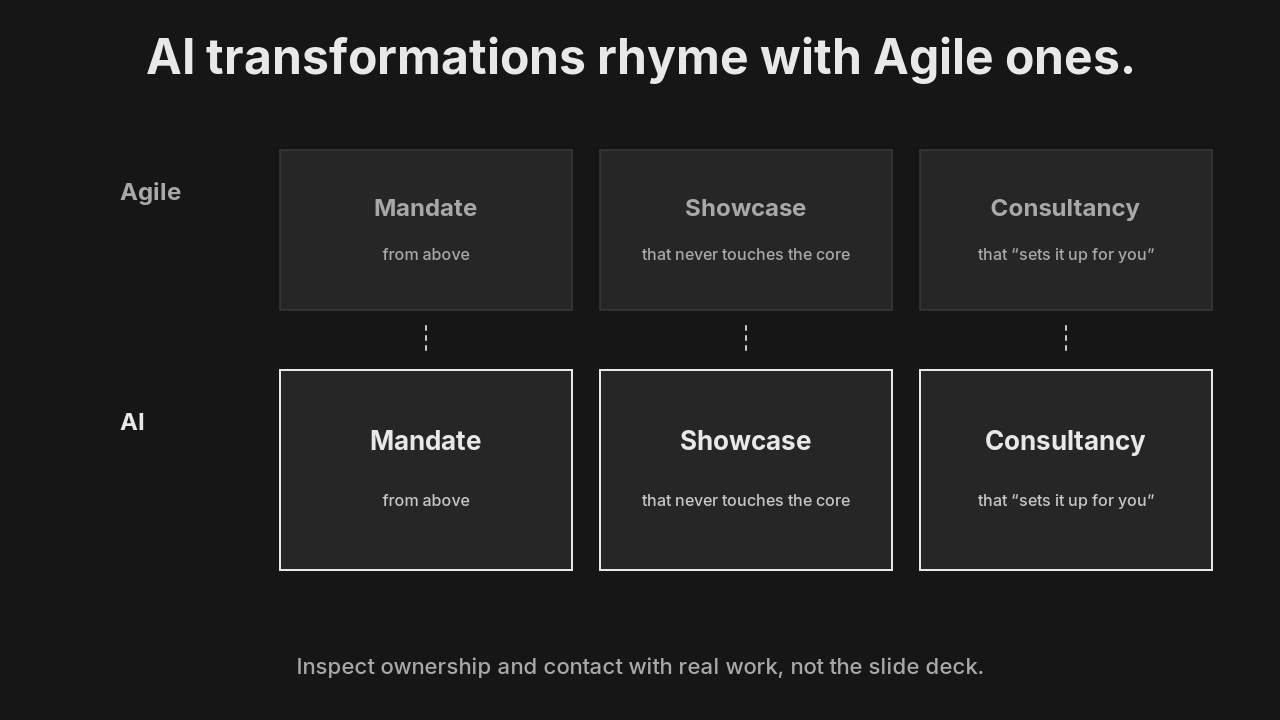 AI transformations rhyme with Agile ones.
Agile
Mandate
from above
Showcase
that never touches the core
Consultancy
that “sets it up for you”
AI
Mandate
from above
Showcase
that never touches the core
Consultancy
that “sets it up for you”
Inspect ownership and contact with real work, not the slide deck.